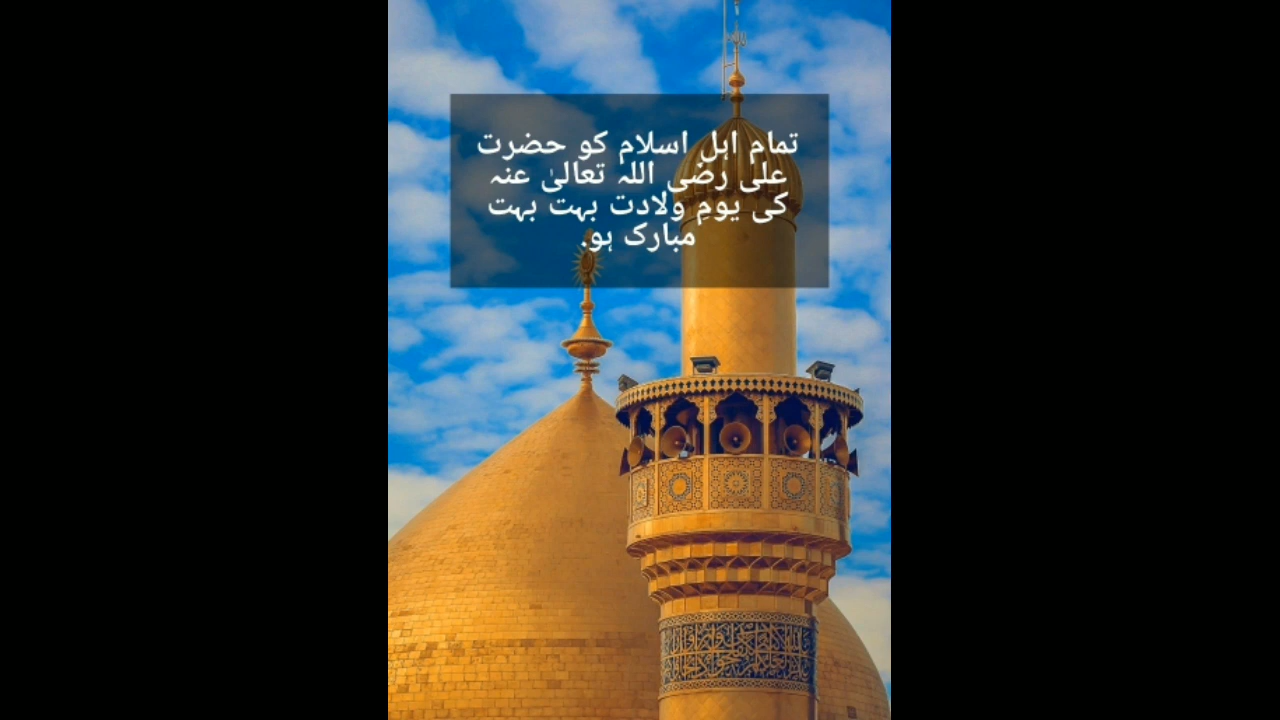 تمام اہلِ اسلام کو حضرت
علی رضی اللہ تعالیٰ عنہ
کی یومِ ولادت بہت بہت
مبارک ہو.